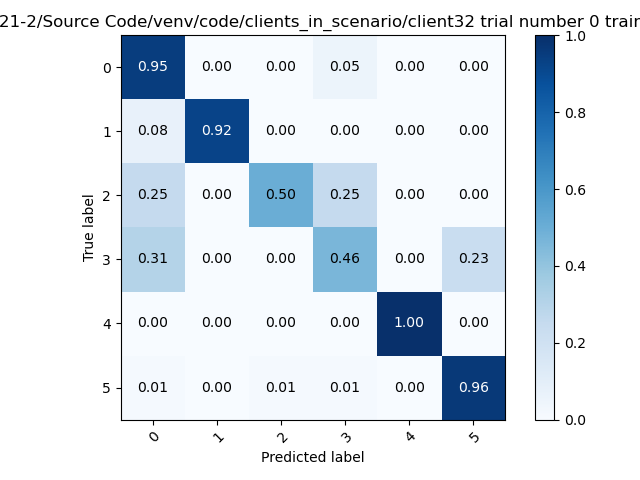 21-2/Source Code/venv/code/clients_in_scenario/client32 trial number 0 train
1.0
0 0.95 0.00 0.00 0.05 0.00 0.00
0.8
1 0.08 0.92 0.00 0.00 0.00 0.00
0.6
2 0.25 0.00 0.50 0.25 0.00 0.00
True label
3 0.31 0.00 0.00 0.46 0.00 0.23
0.4
4 0.00 0.00 0.00 0.00 1.00 0.00
0.2
5 0.01 0.00 0.01 0.01 0.00 0.96
0.0
0 1 2 3 4 5
Predicted label